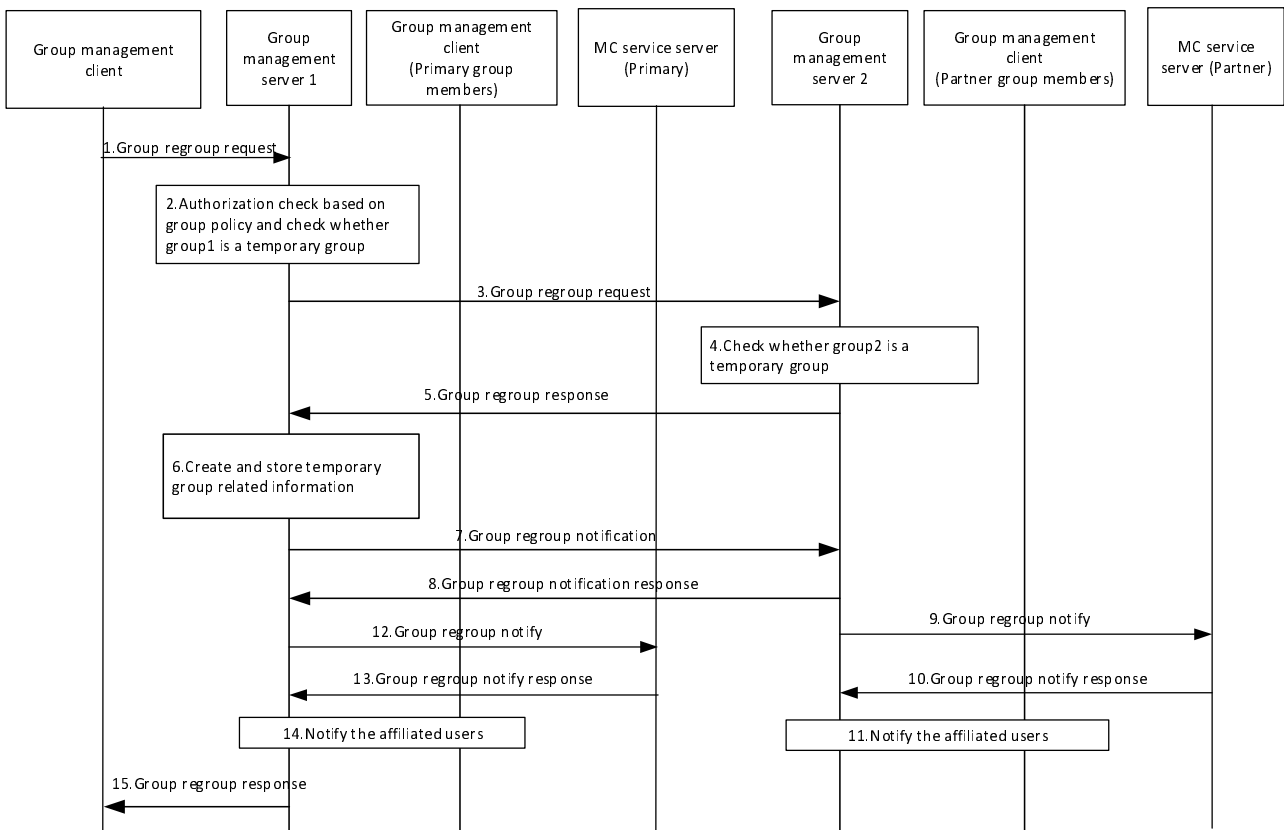 Group management
client
Group
management
server 1
Group management
client
(Primary group
members)
MC service server
(Primary)
Group
management
server 2
Group management
client
(Partner group members)
MC service
server (Partner)
1.Group regroup request
2.Authorization check based on
group policy and check whether
group1 is a temporary group
3.Group regroup request
4.Check whether group2 is a
temporary group
5.Group regroup response
6.Create and store temporary
group related information
7.Group regroup notification
8.Group regroup notification response
9.Group regroup notify
12.Group regroup notify
13.Group regroup notify response
10.Group regroup notify response
14.Notify the affiliated users
11.Notify the affiliated users
15.Group regroup response